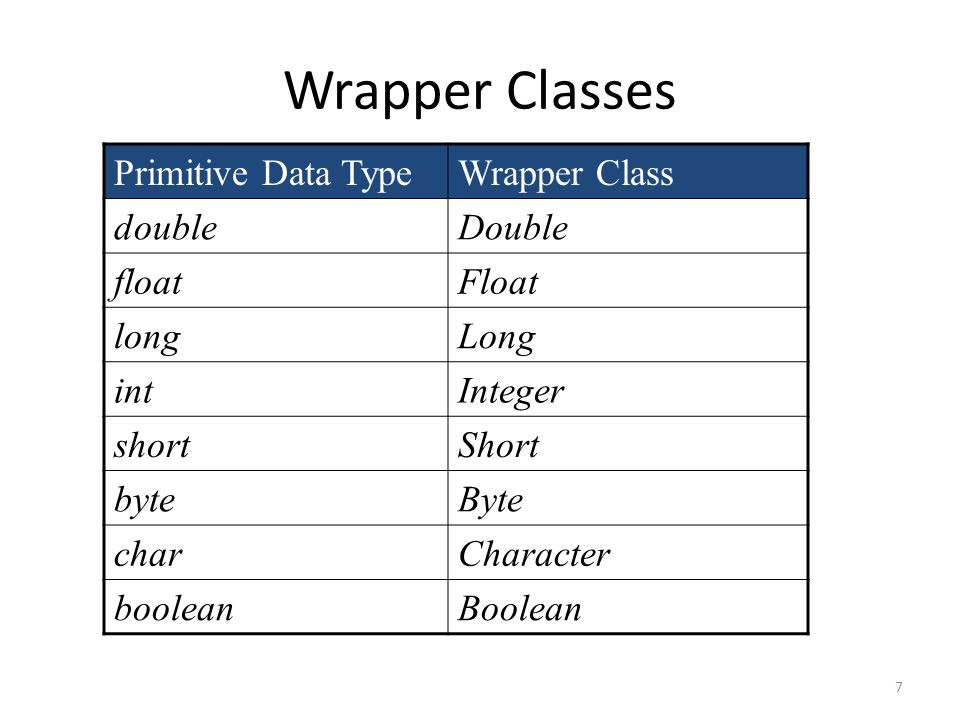 Wrapper Classes
Primitive Data Type Wrapper Class
double Double
float Float
long Long
int Integer
short Short
byte Byte
char Character
boolean Boolean
7